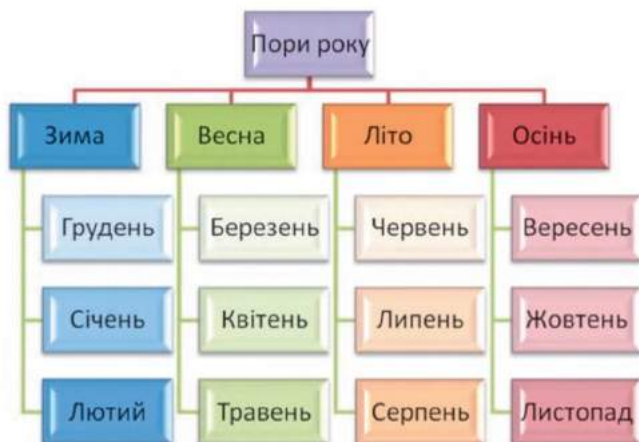 Пори року
Зима
Весна
Літо
Осінь
Грудень
Березень
Червень
Вересень
Січень
Квітень
Липень
Жовтень
Лютий
Травень
Серпень
Листопад